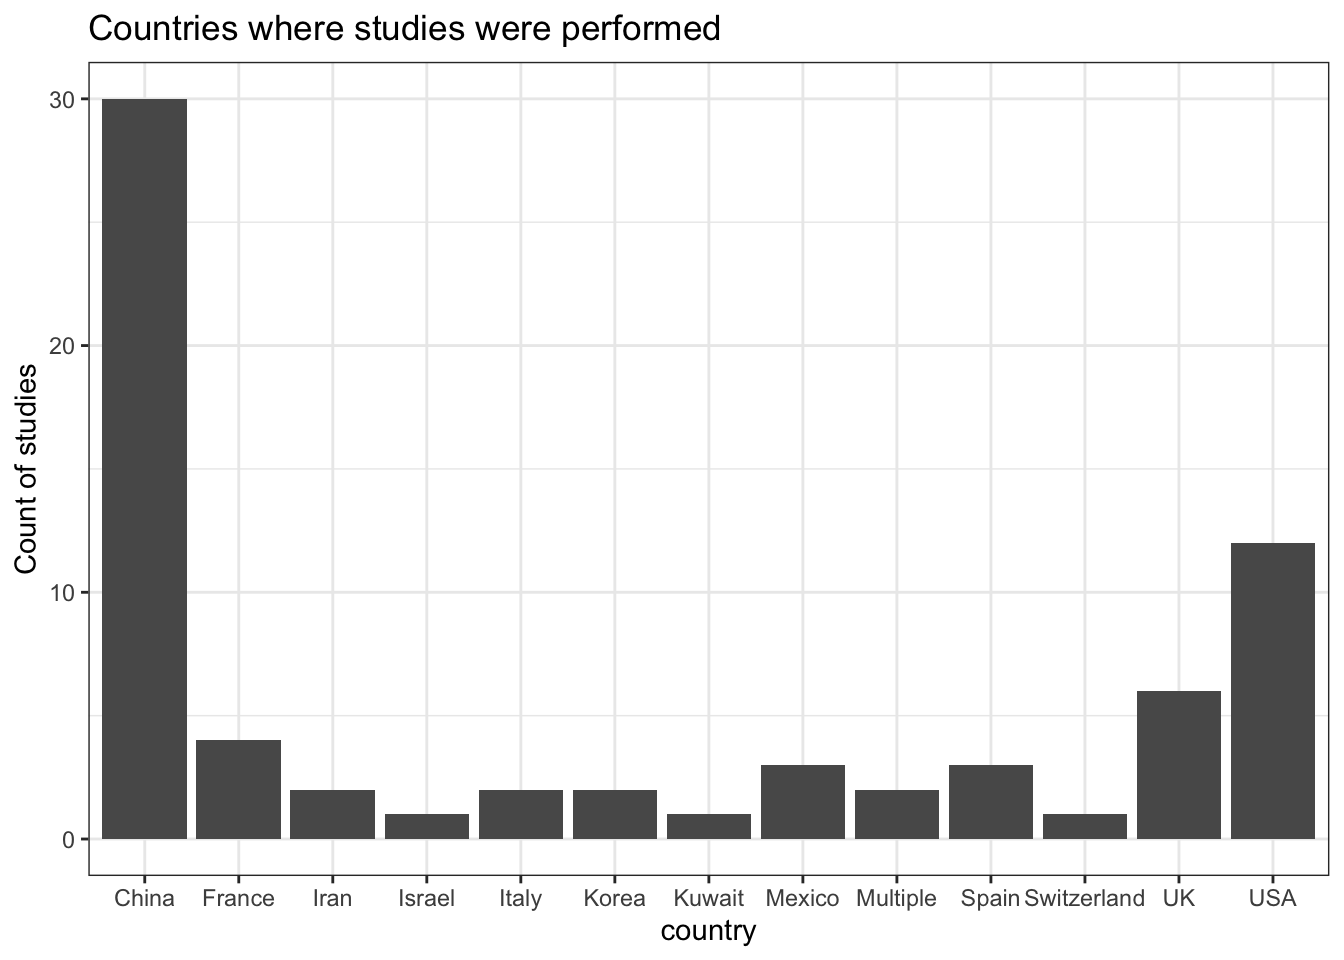 Countries where studies were performed
Count of studies
30
20
10
0
China France Iran Israel Italy Korea Kuwait Mexico Multiple Spain Switzerland UK USA
country